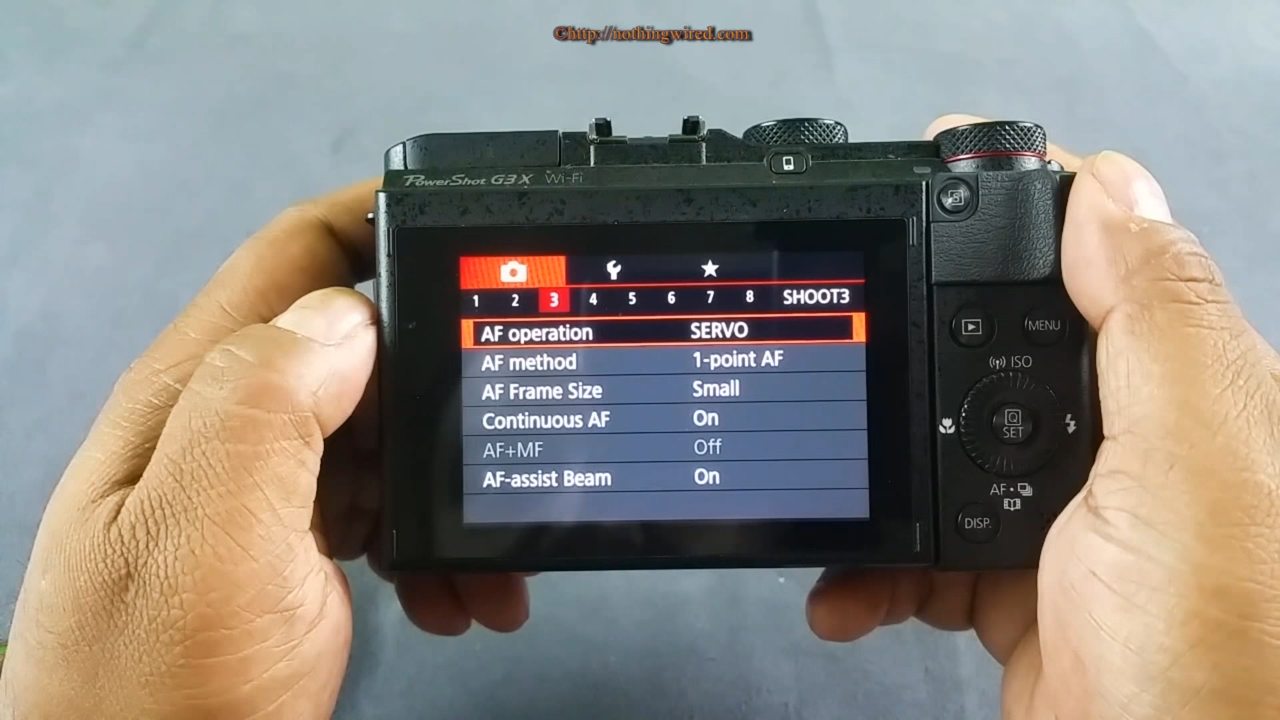 ©http://nothingwired.com
PowerShot G3 X Wi-Fi
S
1 2 3 4 5 6 7 8 SHOOT3
AF operation SERVO
AF method 1-point AF
AF Frame Size Small
Continuous AF On
AF+MF Off
AF-assist Beam On
MENU
ISO
Q
SET
AF
DISP.